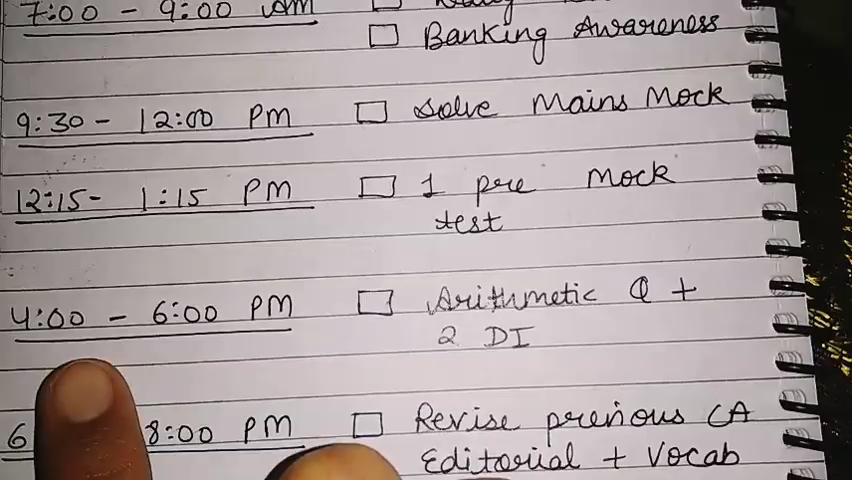 7:00 - 9:00 AM
Banking Awareness
9:30 - 12:00 PM Solve Mains Mock
12:15 - 1:15 PM 1 pre Mock
test
4:00 - 6:00 PM Arithmetic Q +
2 DI
6 8:00 PM Revise previous CA
Editorial + Vocab